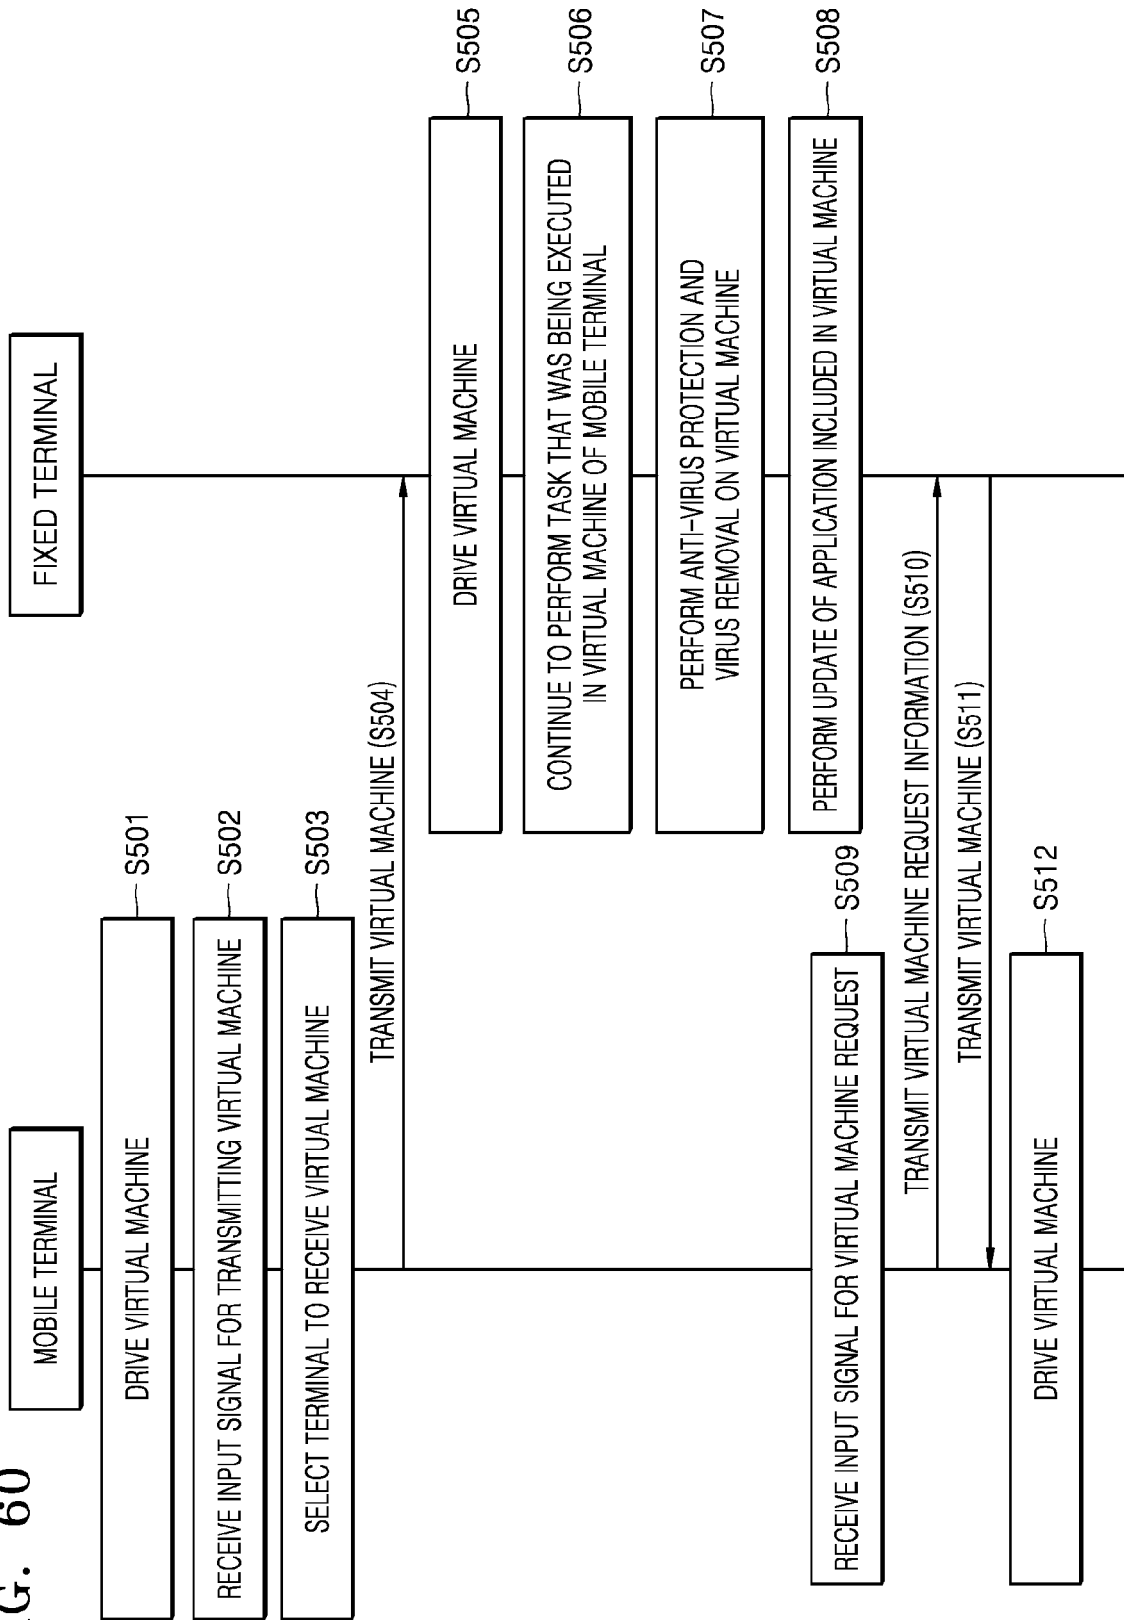 G. 60
MOBILE TERMINAL
FIXED TERMINAL
DRIVE VIRTUAL MACHINE
S501
RECEIVE INPUT SIGNAL FOR TRANSMITTING VIRTUAL MACHINE
S502
SELECT TERMINAL TO RECEIVE VIRTUAL MACHINE
S503
TRANSMIT VIRTUAL MACHINE (S504)
DRIVE VIRTUAL MACHINE
S505
CONTINUE TO PERFORM TASK THAT WAS BEING EXECUTED
IN VIRTUAL MACHINE OF MOBILE TERMINAL
S506
PERFORM ANTI-VIRUS PROTECTION AND
VIRUS REMOVAL ON VIRTUAL MACHINE
S507
PERFORM UPDATE OF APPLICATION INCLUDED IN VIRTUAL MACHINE
S508
RECEIVE INPUT SIGNAL FOR VIRTUAL MACHINE REQUEST
S509
TRANSMIT VIRTUAL MACHINE REQUEST INFORMATION (S510)
TRANSMIT VIRTUAL MACHINE (S511)
DRIVE VIRTUAL MACHINE
S512